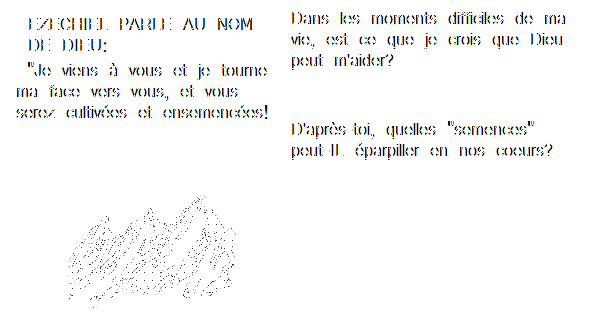 EZECHIEL PARLE AU NOM
DE DIEU:
"Je viens à vous et je tourne
ma face vers vous, et vous
serez cultivées et ensemencées!
Dans les moments difficiles de ma
vie, est ce que je crois que Dieu
peut m'aider?
D'après-toi, quelles "semences"
peut-IL éparpiller en nos coeurs?